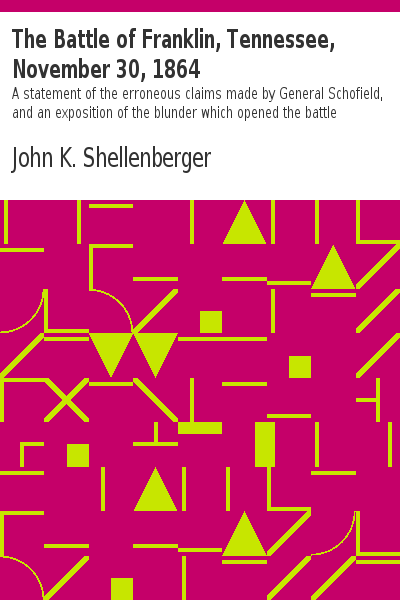 The Battle of Franklin, Tennessee,
November 30, 1864
A statement of the erroneous claims made by General Schofield,
and an exposition of the blunder which opened the battle
John K. Shellenberger